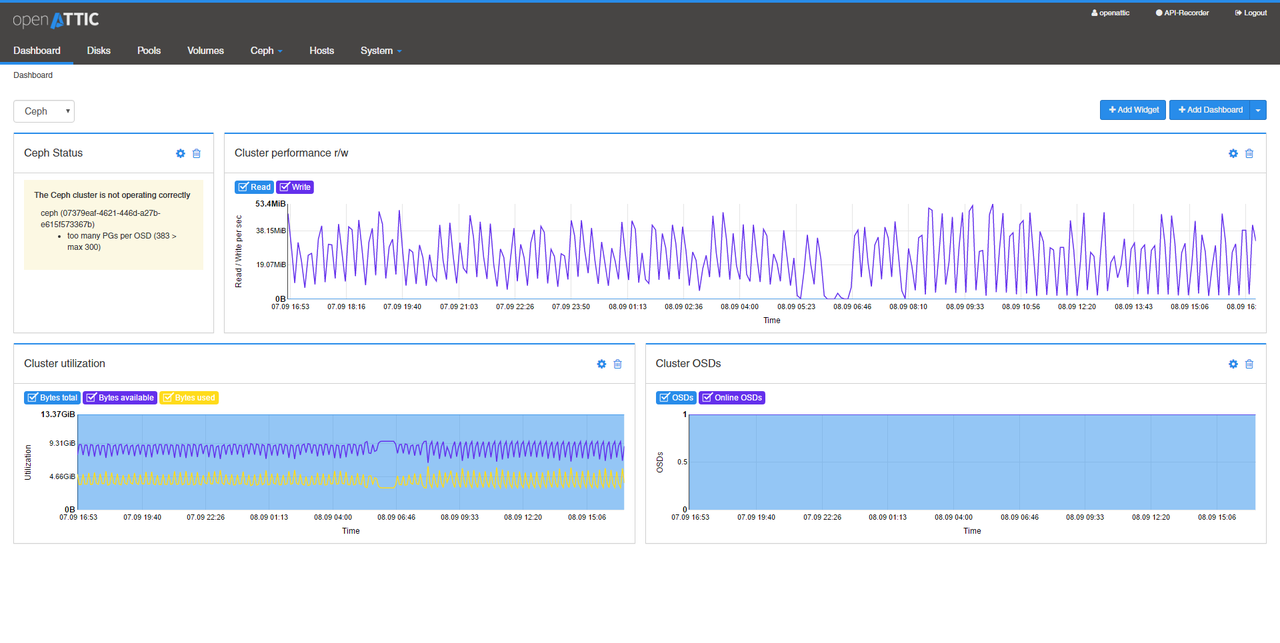 openATTIC
openattic API-Recorder Logout
Dashboard Disks Pools Volumes Ceph Hosts System
Dashboard
Ceph
Add Widget Add Dashboard
Ceph Status
The Ceph cluster is not operating correctly
ceph (07379eaf-4621-446d-a27b-
e615f573367b)
too many PGs per OSD (383 >
max 300)
Cluster performance r/w
Read Write
Read / Write per sec
53.4MiB
38.15MiB
19.07MiB
0B
07.09 16:53 07.09 18:16 07.09 19:40 07.09 21:03 07.09 22:26 07.09 23:50 08.09 01:13 08.09 02:36 08.09 04:00 08.09 05:23 08.09 06:46 08.09 08:10 08.09 09:33 08.09 10:56 08.09 12:20 08.09 13:43 08.09 15:06 08.09 16:
Time
Cluster utilization
Bytes total Bytes available Bytes used
Utilization
13.37GiB
9.31GiB
4.66GiB
0B
07.09 16:53 07.09 19:40 07.09 22:26 08.09 01:13 08.09 04:00 08.09 06:46 08.09 09:33 08.09 12:20 08.09 15:06
Time
Cluster OSDs
OSDs Online OSDs
OSDs
1
0.5
0
07.09 16:53 07.09 19:40 07.09 22:26 08.09 01:13 08.09 04:00 08.09 06:46 08.09 09:33 08.09 12:20 08.09 15:06
Time